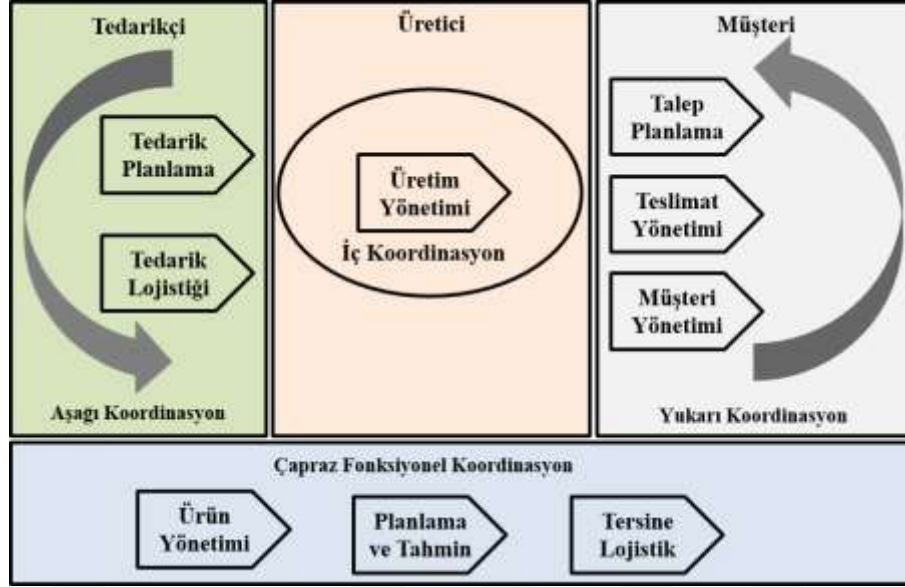 Tedarikçi
Tedarik
Planlama
Tedarik
Lojistiği
Aşağı Koordinasyon
Üretici
Üretim
Yönetimi
İç Koordinasyon
Müşteri
Talep
Planlama
Teslimat
Yönetimi
Müşteri
Yönetimi
Yukarı Koordinasyon
Çapraz Fonksiyonel Koordinasyon
Ürün
Yönetimi
Planlama
ve Tahmin
Tersine
Lojistik